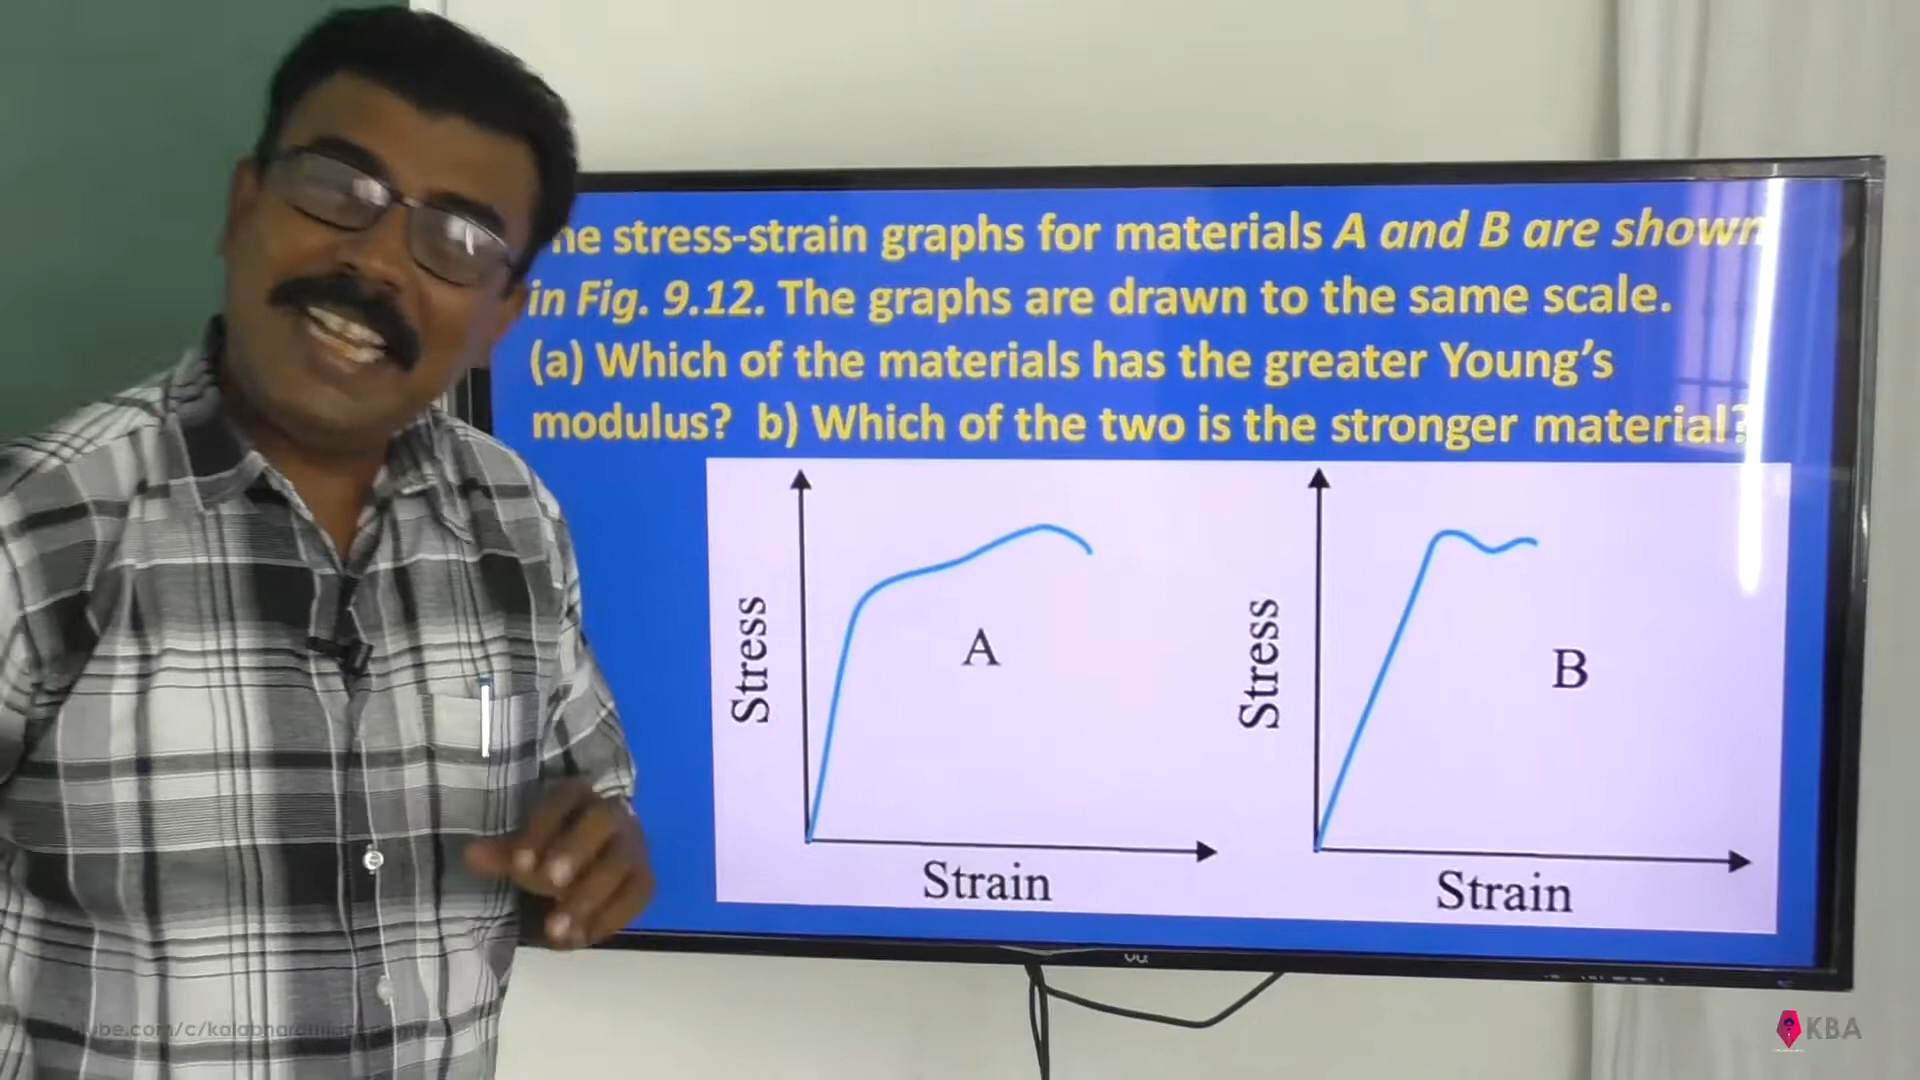 he stress-strain graphs for materials A and B are shown
in Fig. 9.12. The graphs are drawn to the same scale.
(a) Which of the materials has the greater Young's
modulus? b) Which of the two is the stronger material?
Stress
A
Strain
Stress
B
Strain
KBA